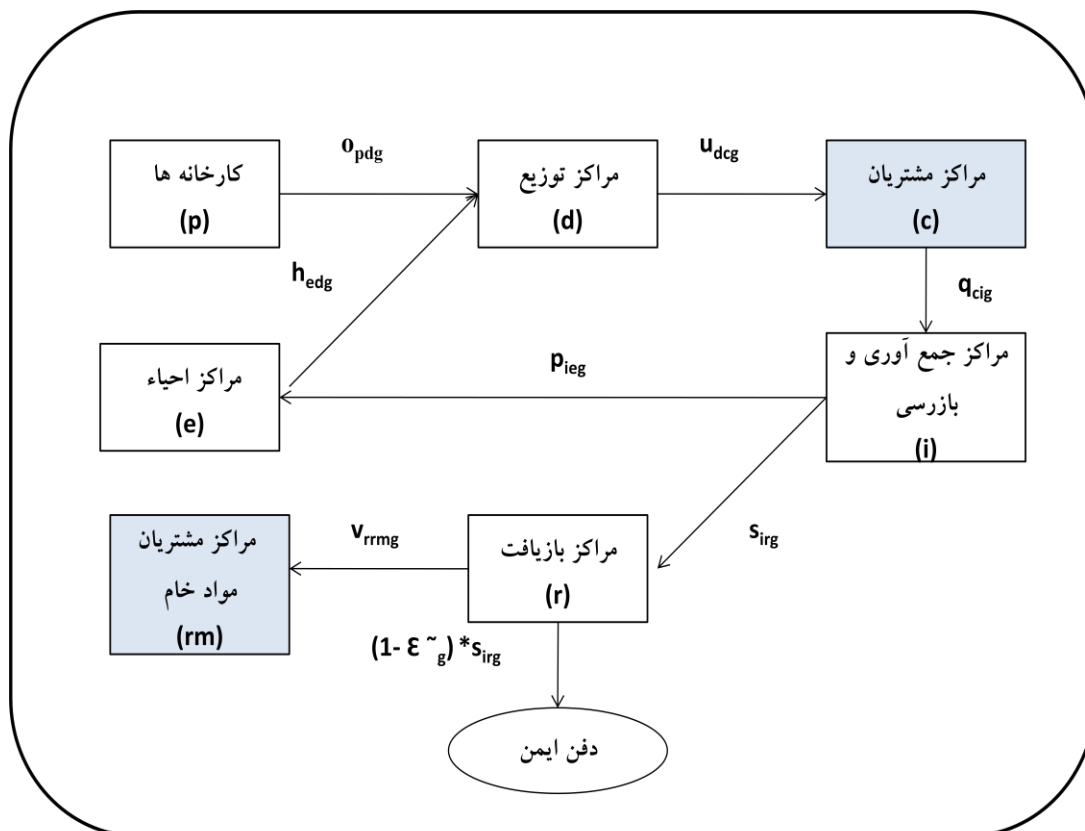 کارخانه ها
(p)
o_pdg
مراکز توزیع
(d)
u_dcg
مراکز مشتریان
(c)
h_edg
q_cig
مراکز احیاء
(e)
p_ieg
مراکز جمع آوری و
بازرسی
(i)
s_irg
مراکز مشتریان
مواد خام
(rm)
v_rrmg
مراکز بازیافت
(r)
(1- ε ˜_g) *s_irg
دفن ایمن